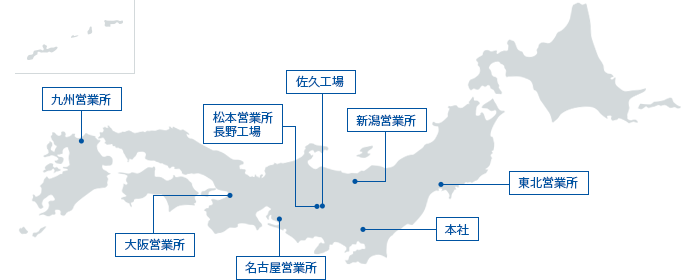 佐久工場
九州営業所
松本営業所
長野工場
新潟営業所
東北営業所
本社
大阪営業所
名古屋営業所